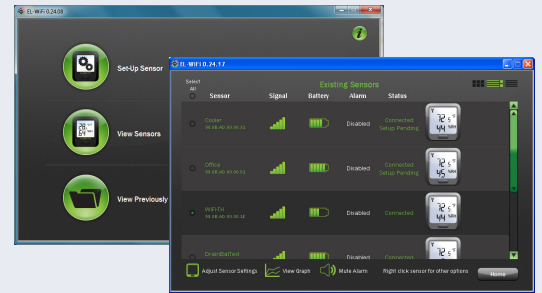 EL-WiFi 0.24.08
Set-Up Sensor
View Sensors
View Previously
EL-WiFi 0.24.17
Select
All
Existing Sensors
Sensor Signal Battery Alarm Status
Cooler
Disabled
Connected
Setup Pending
Office
Disabled
Connected
Setup Pending
WiFi-TH
Disabled
Connected
Disabled
Connected
Adjust Sensor Settings
View Graph
Mute Alarm
Right click sensor for other options
Home